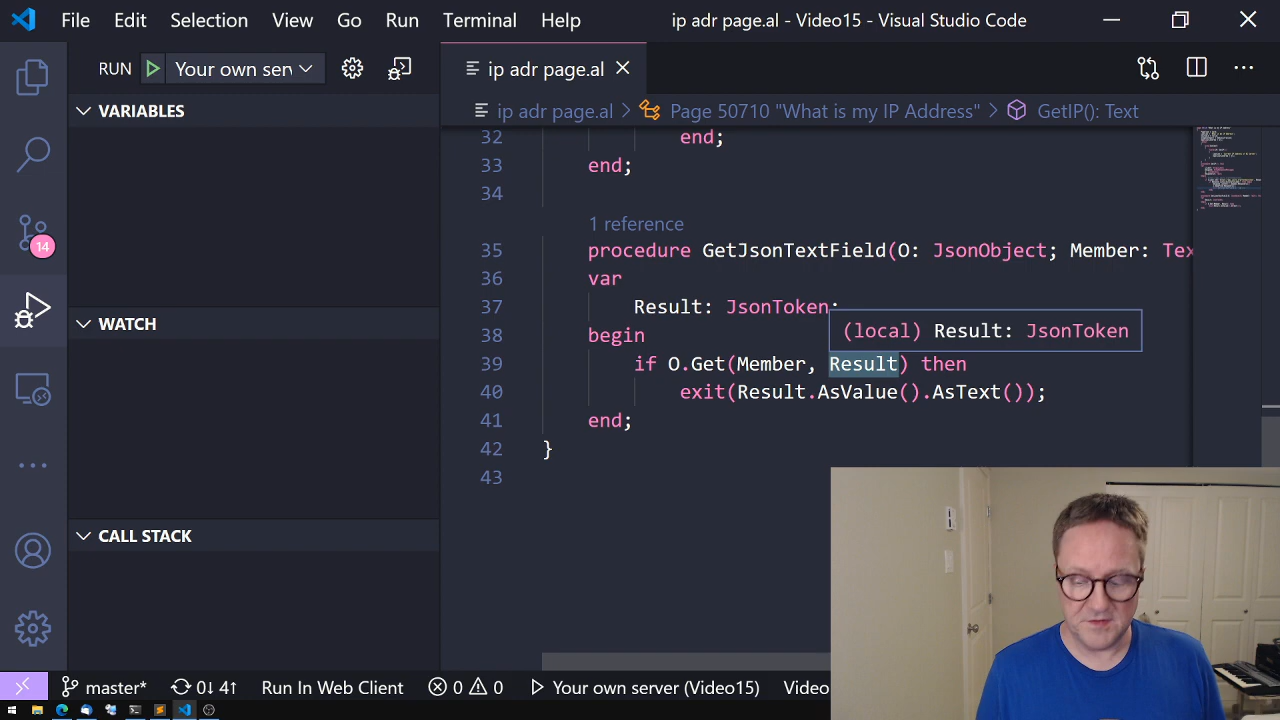 File Edit Selection View Go Run Terminal Help ip adr page.al - Video15 - Visual Studio Code
RUN Your own ser
ip adr page.al
VARIABLES
ip adr page.al > Page 50710 "What is my IP Address" > GetIP(): Text
32 end;
33 end;
34
1 reference
35 procedure GetJsonTextField(O: JsonObject; Member: Tex
36 var
37 Result: JsonToken;
(local) Result: JsonToken
38 begin
39 if O.Get(Member, Result) then
40 exit(Result.AsValue().AsText());
41 end;
42 }
43
WATCH
CALL STACK
14
master* 0↓ 4↑ Run In Web Client 0 0 Your own server (Video15) Video